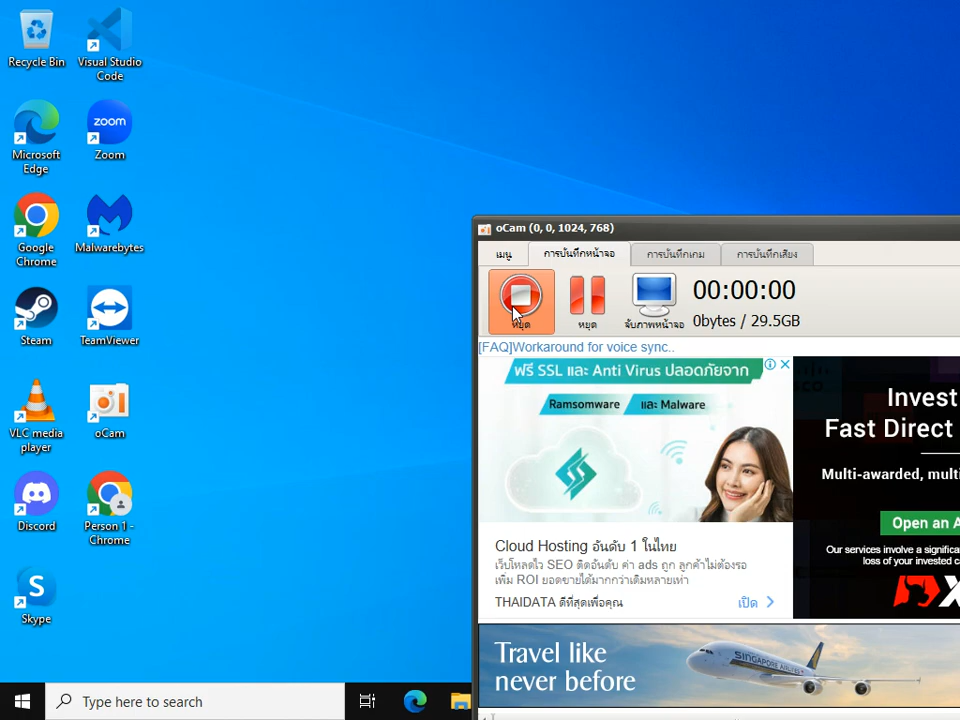 Recycle Bin
Visual Studio Code
Microsoft Edge
zoom
Zoom
Google Chrome
Malwarebytes
Steam
TeamViewer
VLC media player
oCam
Discord
Person 1 - Chrome
S
Skype
Type here to search
oCam (0, 0, 1024, 768)
เมนู
การบันทึกหน้าจอ
การบันทึกเกม
การบันทึกเสียง
หยุด
หยุด
จับภาพหน้าจอ
00:00:00
0bytes / 29.5GB
[FAQ]Workaround for voice sync..
ฟรี SSL และ Anti Virus ปลอดภัยจาก
Ramsomware
และ Malware
Cloud Hosting อันดับ 1 ในไทย
เว็บโหลดไว SEO ติดอันดับ ค่า ads ถูก ลูกค้าไม่ต้องรอ
เพิ่ม ROI ยอดขายได้มากกว่าเดิมหลายเท่า
THAIDATA ดีที่สุดเพื่อคุณ
เปิด
Invest
Fast Direct
Multi-awarded, multi
Open an A
Our services involve a significa
loss of your invested ca
X
Travel like
never before
SINGAPORE AIRLINES